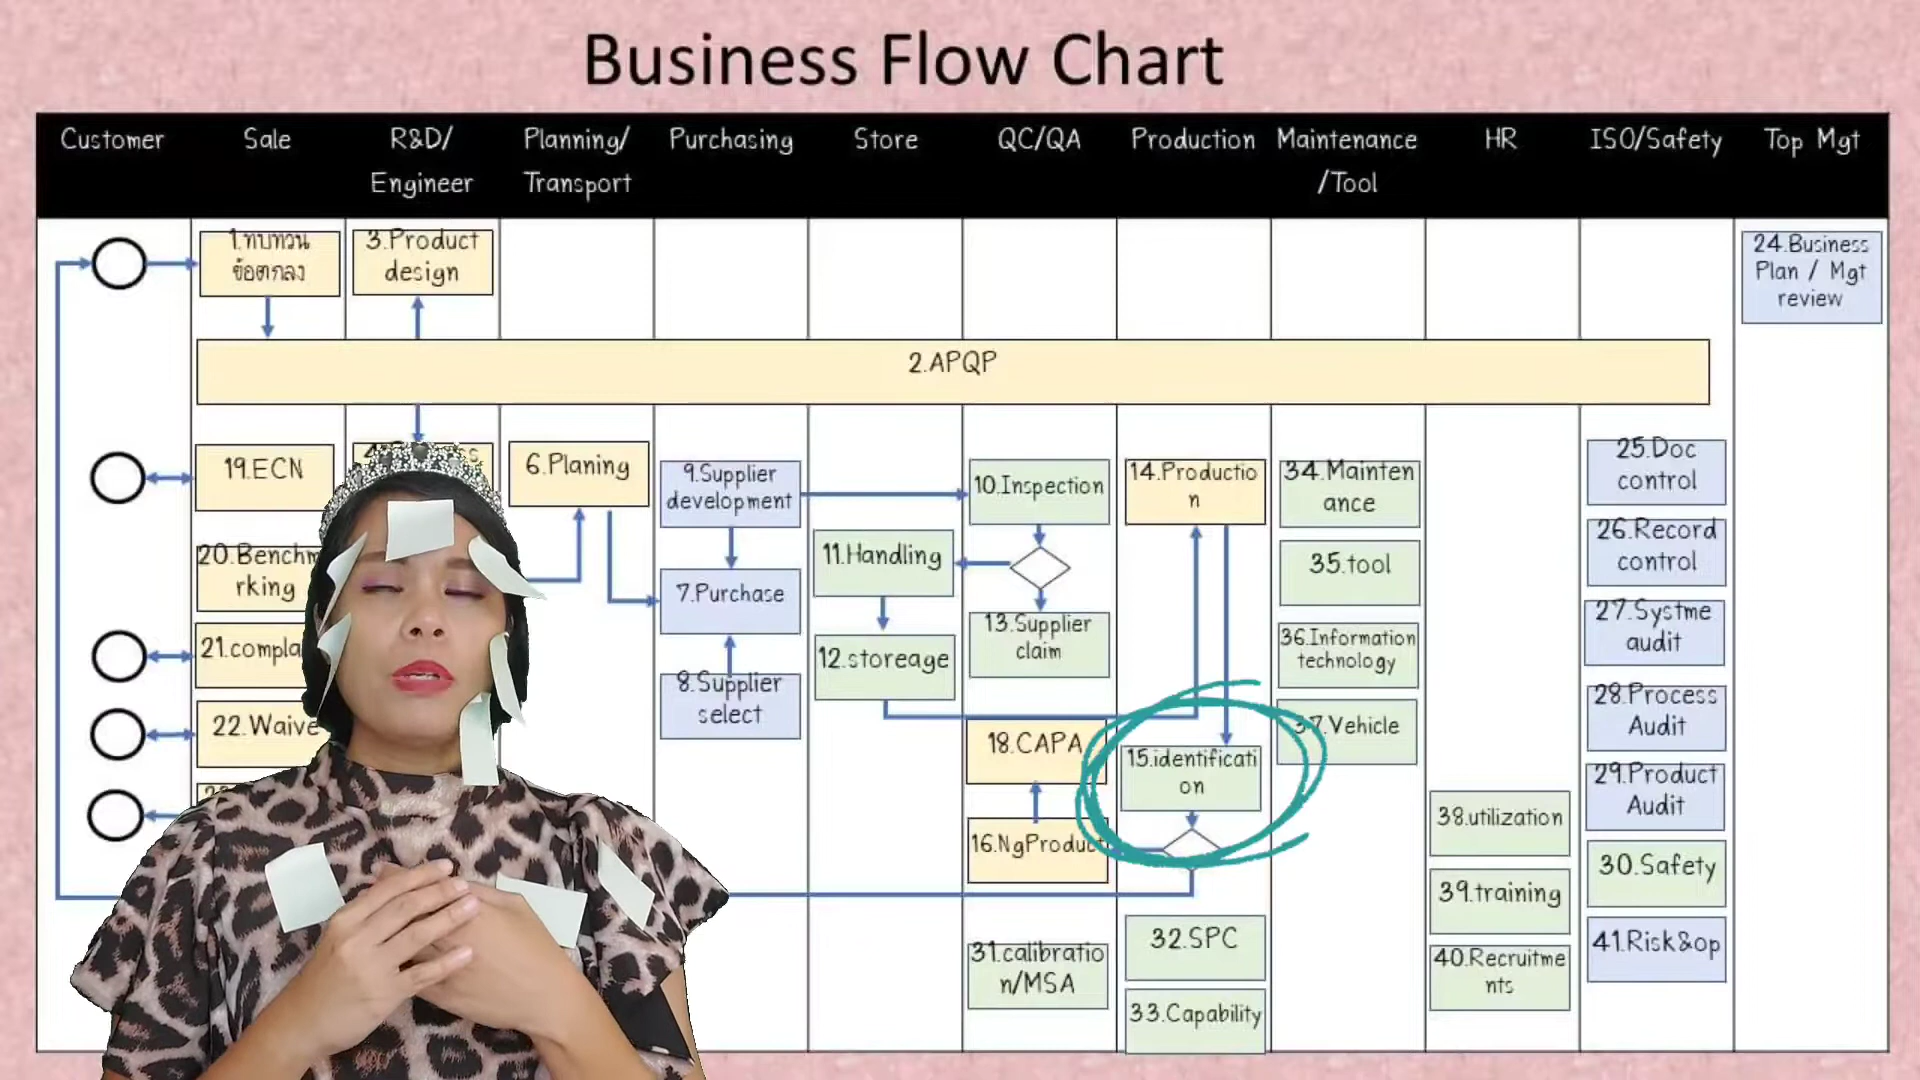 Business Flow Chart
Customer
Sale
R&D/
Engineer
Planning/
Transport
Purchasing
Store
QC/QA
Production
Maintenance
/Tool
HR
ISO/Safety
Top Mgt
1.ทบทวน
ข้อตกลง
3.Product
design
24.Business
Plan / Mgt
review
2.APQP
19.ECN
6.Planing
9.Supplier
development
10.Inspection
14.Productio
n
34.Mainten
ance
25.Doc
control
20.Benchm
rking
11.Handling
35.tool
26.Record
control
7.Purchase
21.compla
12.storeage
13.Supplier
claim
36.Information
technology
27.Systme
audit
22.Waive
8.Supplier
select
18.CAPA
15.identificati
on
37.Vehicle
28.Process
Audit
16.NgProduct
38.utilization
29.Product
Audit
39.training
30.Safety
31.calibratio
n/MSA
32.SPC
40.Recruitme
nts
41.Risk&op
33.Capability